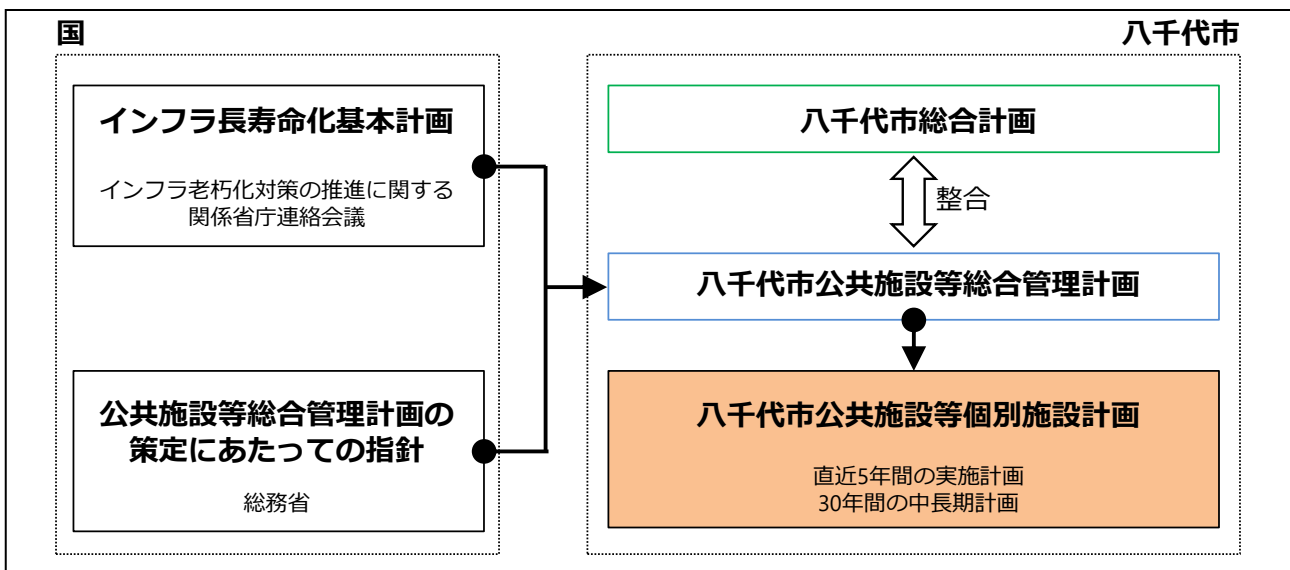 国
インフラ長寿命化基本計画
インフラ老朽化対策の推進に関する
関係省庁連絡会議
公共施設等総合管理計画の
策定にあたっての指針
総務省
八千代市
八千代市総合計画
整合
八千代市公共施設等総合管理計画
八千代市公共施設等個別施設計画
直近5年間の実施計画
30年間の中長期計画